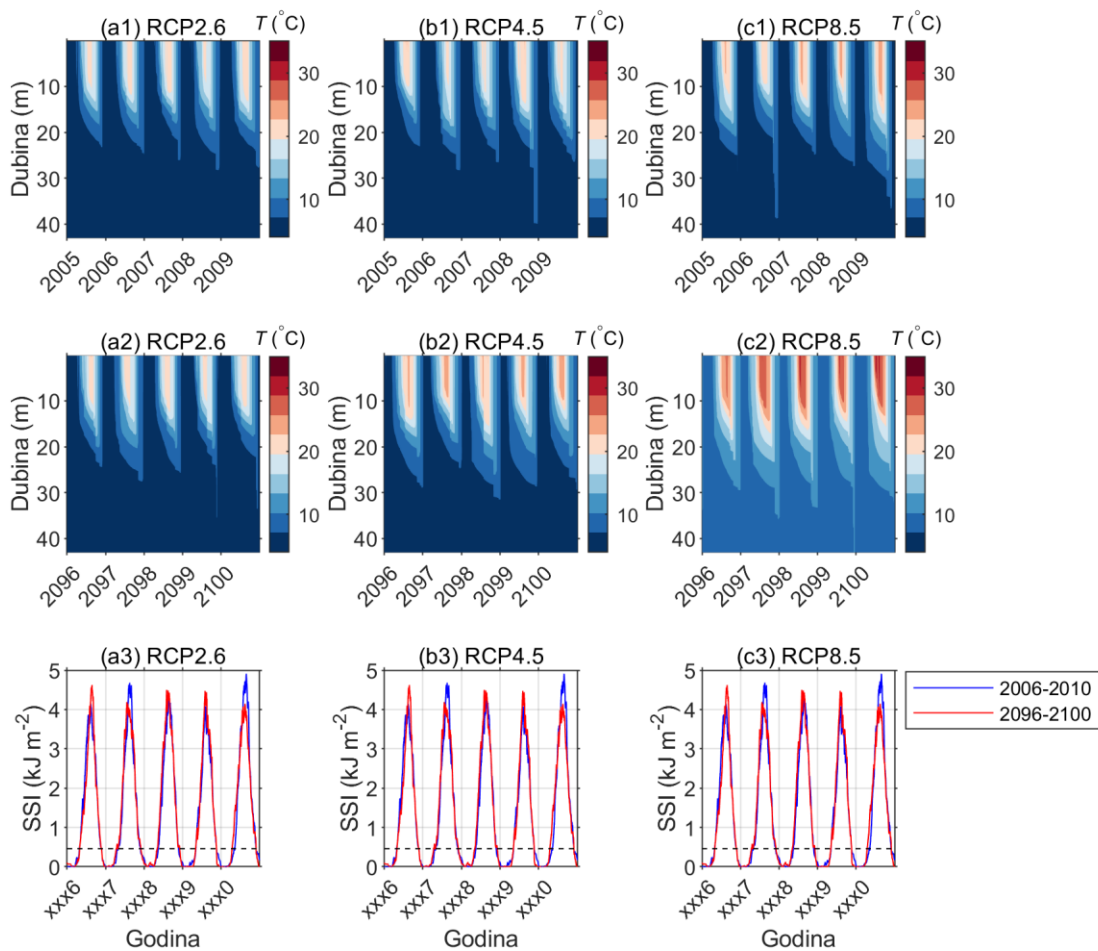 (a1) RCP2.6 T (°C) (b1) RCP4.5 T (°C) (c1) RCP8.5 T (°C)
Dubina (m) 10 20 30 40 30 20 10 Dubina (m) 10 20 30 40 30 20 10 Dubina (m) 10 20 30 40 30 20 10
2005 2006 2007 2008 2009 2005 2006 2007 2008 2009 2005 2006 2007 2008 2009
(a2) RCP2.6 T (°C) (b2) RCP4.5 T (°C) (c2) RCP8.5 T (°C)
Dubina (m) 10 20 30 40 30 20 10 Dubina (m) 10 20 30 40 30 20 10 Dubina (m) 10 20 30 40 30 20 10
2096 2097 2098 2099 2100 2096 2097 2098 2099 2100 2096 2097 2098 2099 2100
(a3) RCP2.6 (b3) RCP4.5 (c3) RCP8.5
SSI (kJ m⁻²) 5 4 3 2 1 0 SSI (kJ m⁻²) 5 4 3 2 1 0 SSI (kJ m⁻²) 5 4 3 2 1 0
2006-2010
2096-2100
xxx6 xxx7 xxx8 xxx9 xxx0 xxx6 xxx7 xxx8 xxx9 xxx0 xxx6 xxx7 xxx8 xxx9 xxx0
Godina Godina Godina